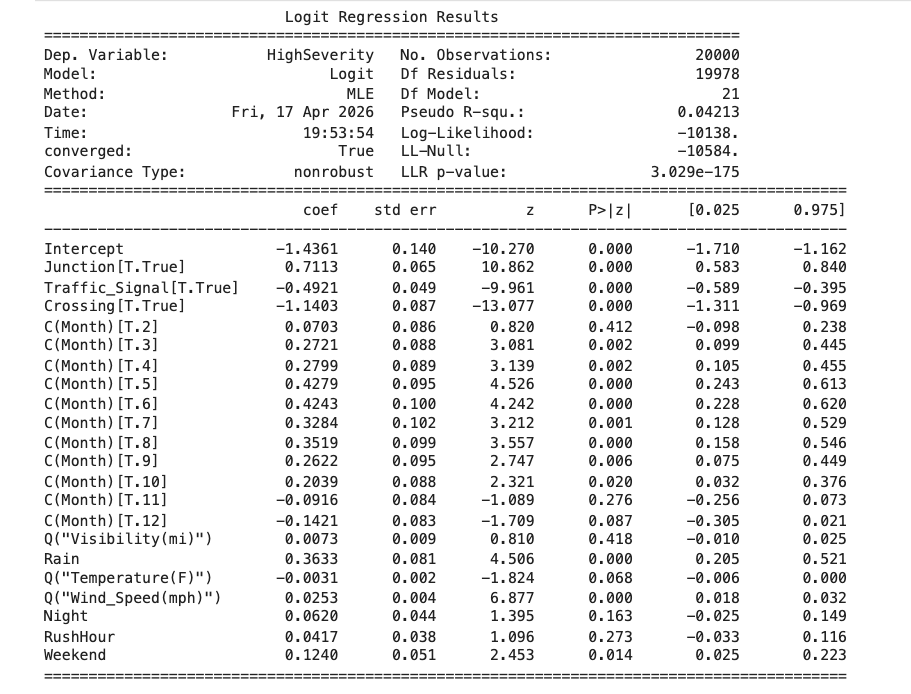 Logit Regression Results
==============================================================================
Dep. Variable: HighSeverity No. Observations: 20000
Model: Logit Df Residuals: 19978
Method: MLE Df Model: 21
Date: Fri, 17 Apr 2026 Pseudo R-squ.: 0.04213
Time: 19:53:54 Log-Likelihood: -10138.
converged: True LL-Null: -10584.
Covariance Type: nonrobust LLR p-value: 3.029e-175
==========================================================================================
coef std err z P>|z| [0.025 0.975]
------------------------------------------------------------------------------------------
Intercept -1.4361 0.140 -10.270 0.000 -1.710 -1.162
Junction[T.True] 0.7113 0.065 10.862 0.000 0.583 0.840
Traffic_Signal[T.True] -0.4921 0.049 -9.961 0.000 -0.589 -0.395
Crossing[T.True] -1.1403 0.087 -13.077 0.000 -1.311 -0.969
C(Month)[T.2] 0.0703 0.086 0.820 0.412 -0.098 0.238
C(Month)[T.3] 0.2721 0.088 3.081 0.002 0.099 0.445
C(Month)[T.4] 0.2799 0.089 3.139 0.002 0.105 0.455
C(Month)[T.5] 0.4279 0.095 4.526 0.000 0.243 0.613
C(Month)[T.6] 0.4243 0.100 4.242 0.000 0.228 0.620
C(Month)[T.7] 0.3284 0.102 3.212 0.001 0.128 0.529
C(Month)[T.8] 0.3519 0.099 3.557 0.000 0.158 0.546
C(Month)[T.9] 0.2622 0.095 2.747 0.006 0.075 0.449
C(Month)[T.10] 0.2039 0.088 2.321 0.020 0.032 0.376
C(Month)[T.11] -0.0916 0.084 -1.089 0.276 -0.256 0.073
C(Month)[T.12] -0.1421 0.083 -1.709 0.087 -0.305 0.021
Q("Visibility(mi)") 0.0073 0.009 0.810 0.418 -0.010 0.025
Rain 0.3633 0.081 4.506 0.000 0.205 0.521
Q("Temperature(F)") -0.0031 0.002 -1.824 0.068 -0.006 0.000
Q("Wind_Speed(mph)") 0.0253 0.004 6.877 0.000 0.018 0.032
Night 0.0620 0.044 1.395 0.163 -0.025 0.149
RushHour 0.0417 0.038 1.096 0.273 -0.033 0.116
Weekend 0.1240 0.051 2.453 0.014 0.025 0.223
==========================================================================================